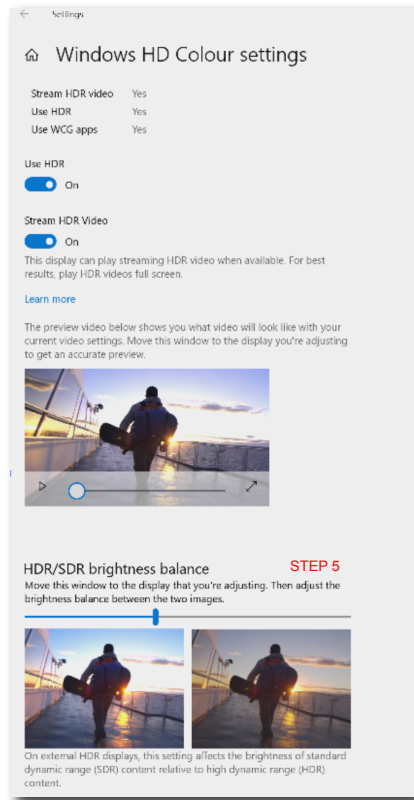 Settings
Windows HD Colour settings
Stream HDR video Yes
Use HDR Yes
Use WCG apps Yes
Use HDR
On
Stream HDR Video
On
This display can play streaming HDR video when available. For best
results, play HDR videos full screen.
Learn more
The preview video below shows you what video will look like with your
current video settings. Move this window to the display you're adjusting
to get an accurate preview.
HDR/SDR brightness balance STEP 5
Move this window to the display that you're adjusting. Then adjust the
brightness balance between the two images.
On external HDR displays, this setting affects the brightness of standard
dynamic range (SDR) content relative to high dynamic range (HDR)
content.